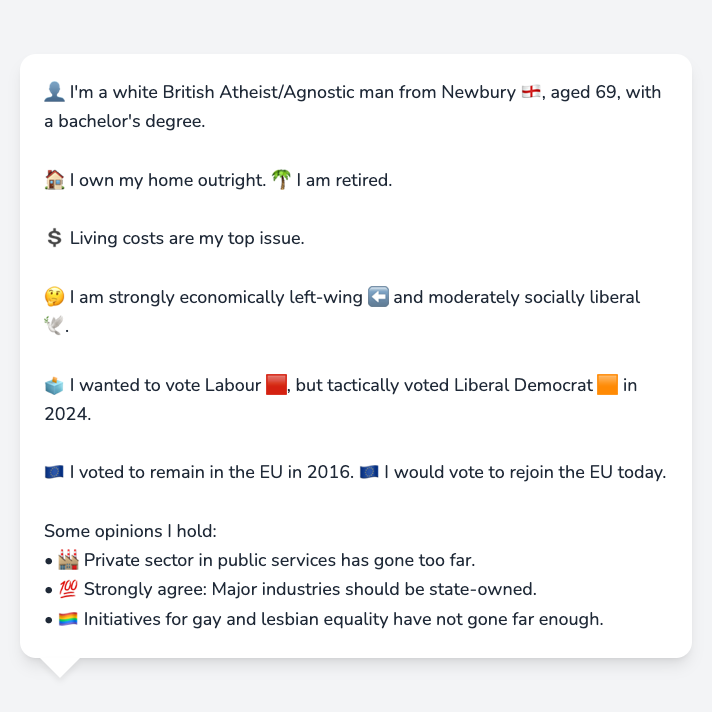 👤 I'm a white British Atheist/Agnostic man from Newbury 🏴󠁧󠁢󠁥󠁮󠁧󠁿, aged 69, with
a bachelor's degree.
🏠 I own my home outright. 🌴 I am retired.
💲 Living costs are my top issue.
🤔 I am strongly economically left-wing ⬅️ and moderately socially liberal
🕊️.
🗳️ I wanted to vote Labour 🟥, but tactically voted Liberal Democrat 🟧 in
2024.
🇪🇺 I voted to remain in the EU in 2016. 🇪🇺 I would vote to rejoin the EU today.
Some opinions I hold:
• 🏭 Private sector in public services has gone too far.
• 💯 Strongly agree: Major industries should be state-owned.
• 🏳️‍🌈 Initiatives for gay and lesbian equality have not gone far enough.